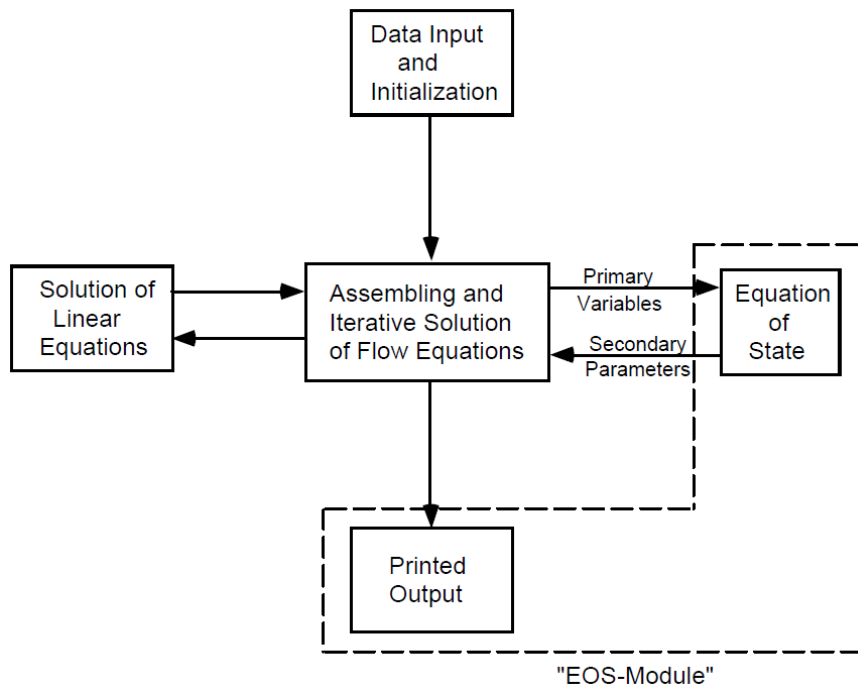 Data Input
and
Initialization
Solution of
Linear
Equations
Assembling and
Iterative Solution
of Flow Equations
Primary
Variables
Secondary
Parameters
Equation
of
State
Printed
Output
"EOS-Module"